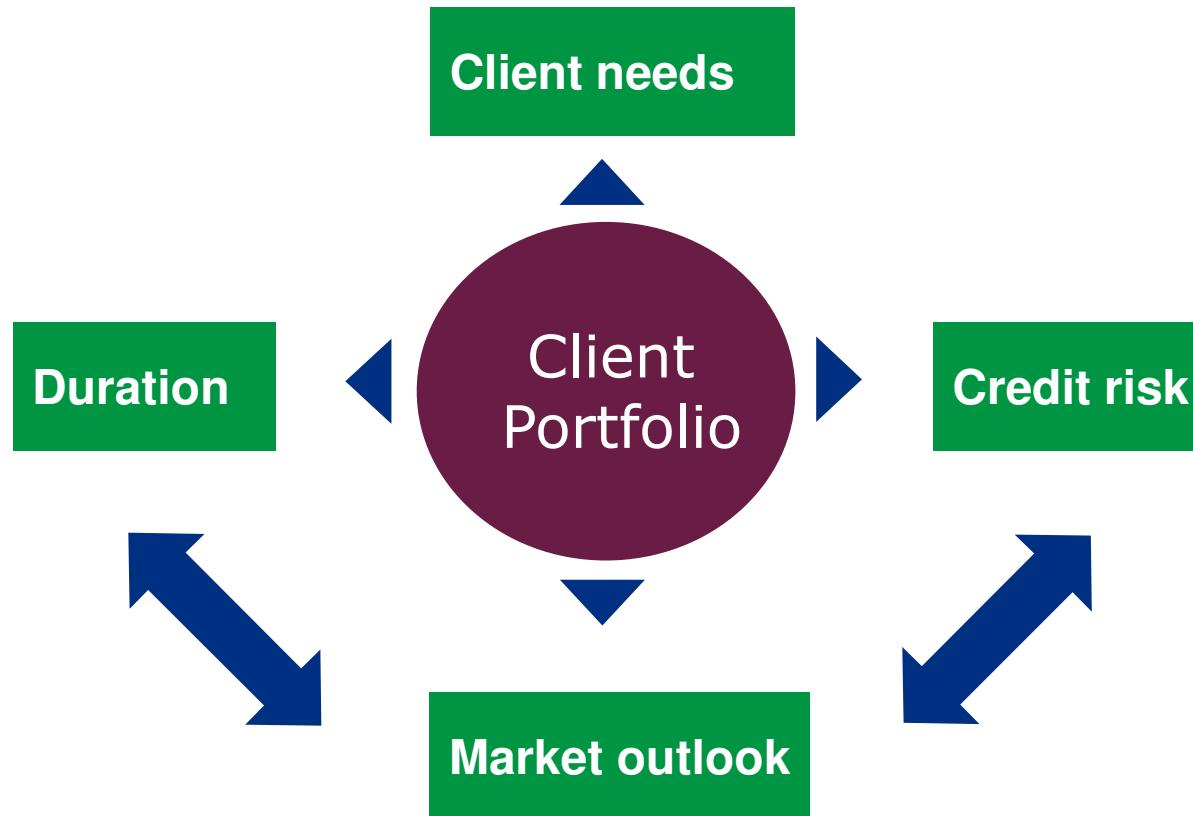 Client needs
Duration
Client
Portfolio
Credit risk
Market outlook